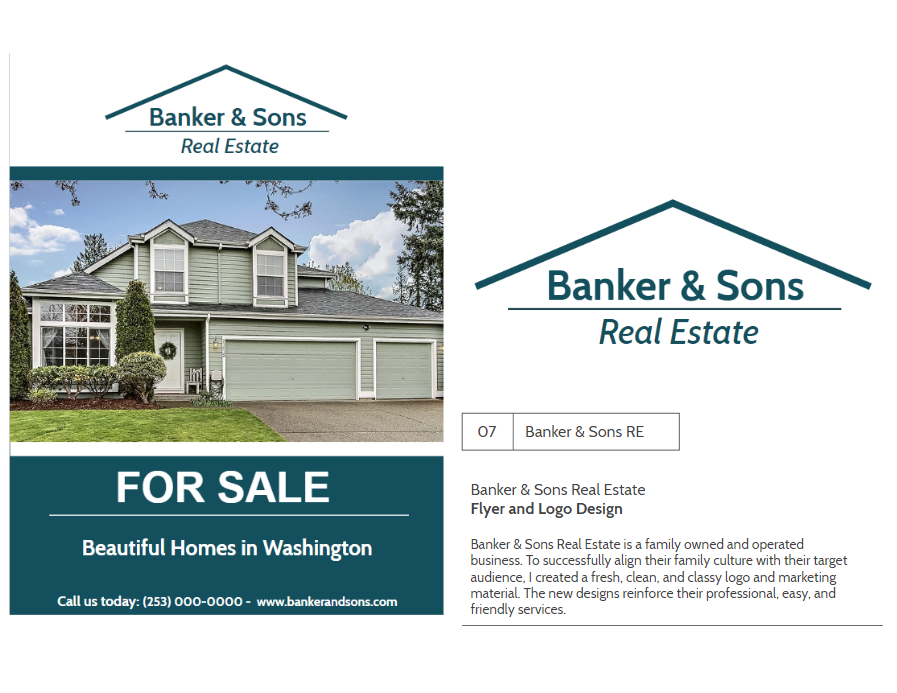 Banker & Sons
Real Estate
FOR SALE
Beautiful Homes in Washington
Call us today: (253) 000-0000 - www.bankerandsons.com
Banker & Sons
Real Estate
07 Banker & Sons RE
Banker & Sons Real Estate
Flyer and Logo Design
Banker & Sons Real Estate is a family owned and operated
business. To successfully align their family culture with their target
audience, I created a fresh, clean, and classy logo and marketing
material. The new designs reinforce their professional, easy, and
friendly services.